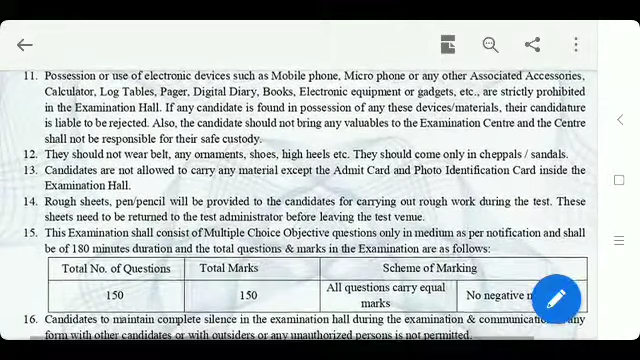 11. Possession or use of electronic devices such as Mobile phone, Micro phone or any other Associated Accessories,
Calculator, Log Tables, Pager, Digital Diary, Books, Electronic equipment or gadgets, etc., are strictly prohibited
in the Examination Hall. If any candidate is found in possession of any these devices/materials, their candidature
is liable to be rejected. Also, the candidate should not bring any valuables to the Examination Centre and the Centre
shall not be responsible for their safe custody.
12. They should not wear belt, any ornaments, shoes, high heels etc. They should come only in cheppals / sandals.
13. Candidates are not allowed to carry any material except the Admit Card and Photo Identification Card inside the
Examination Hall.
14. Rough sheets, pen/pencil will be provided to the candidates for carrying out rough work during the test. These
sheets need to be returned to the test administrator before leaving the test venue.
15. This Examination shall consist of Multiple Choice Objective questions only in medium as per notification and shall
be of 180 minutes duration and the total questions & marks in the Examination are as follows:
Total No. of Questions Total Marks Scheme of Marking
150 150 All questions carry equal marks No negative
16. Candidates to maintain complete silence in the examination hall during the examination & any
form with other candidates or with outsiders or any unauthorized persons is not permitted.